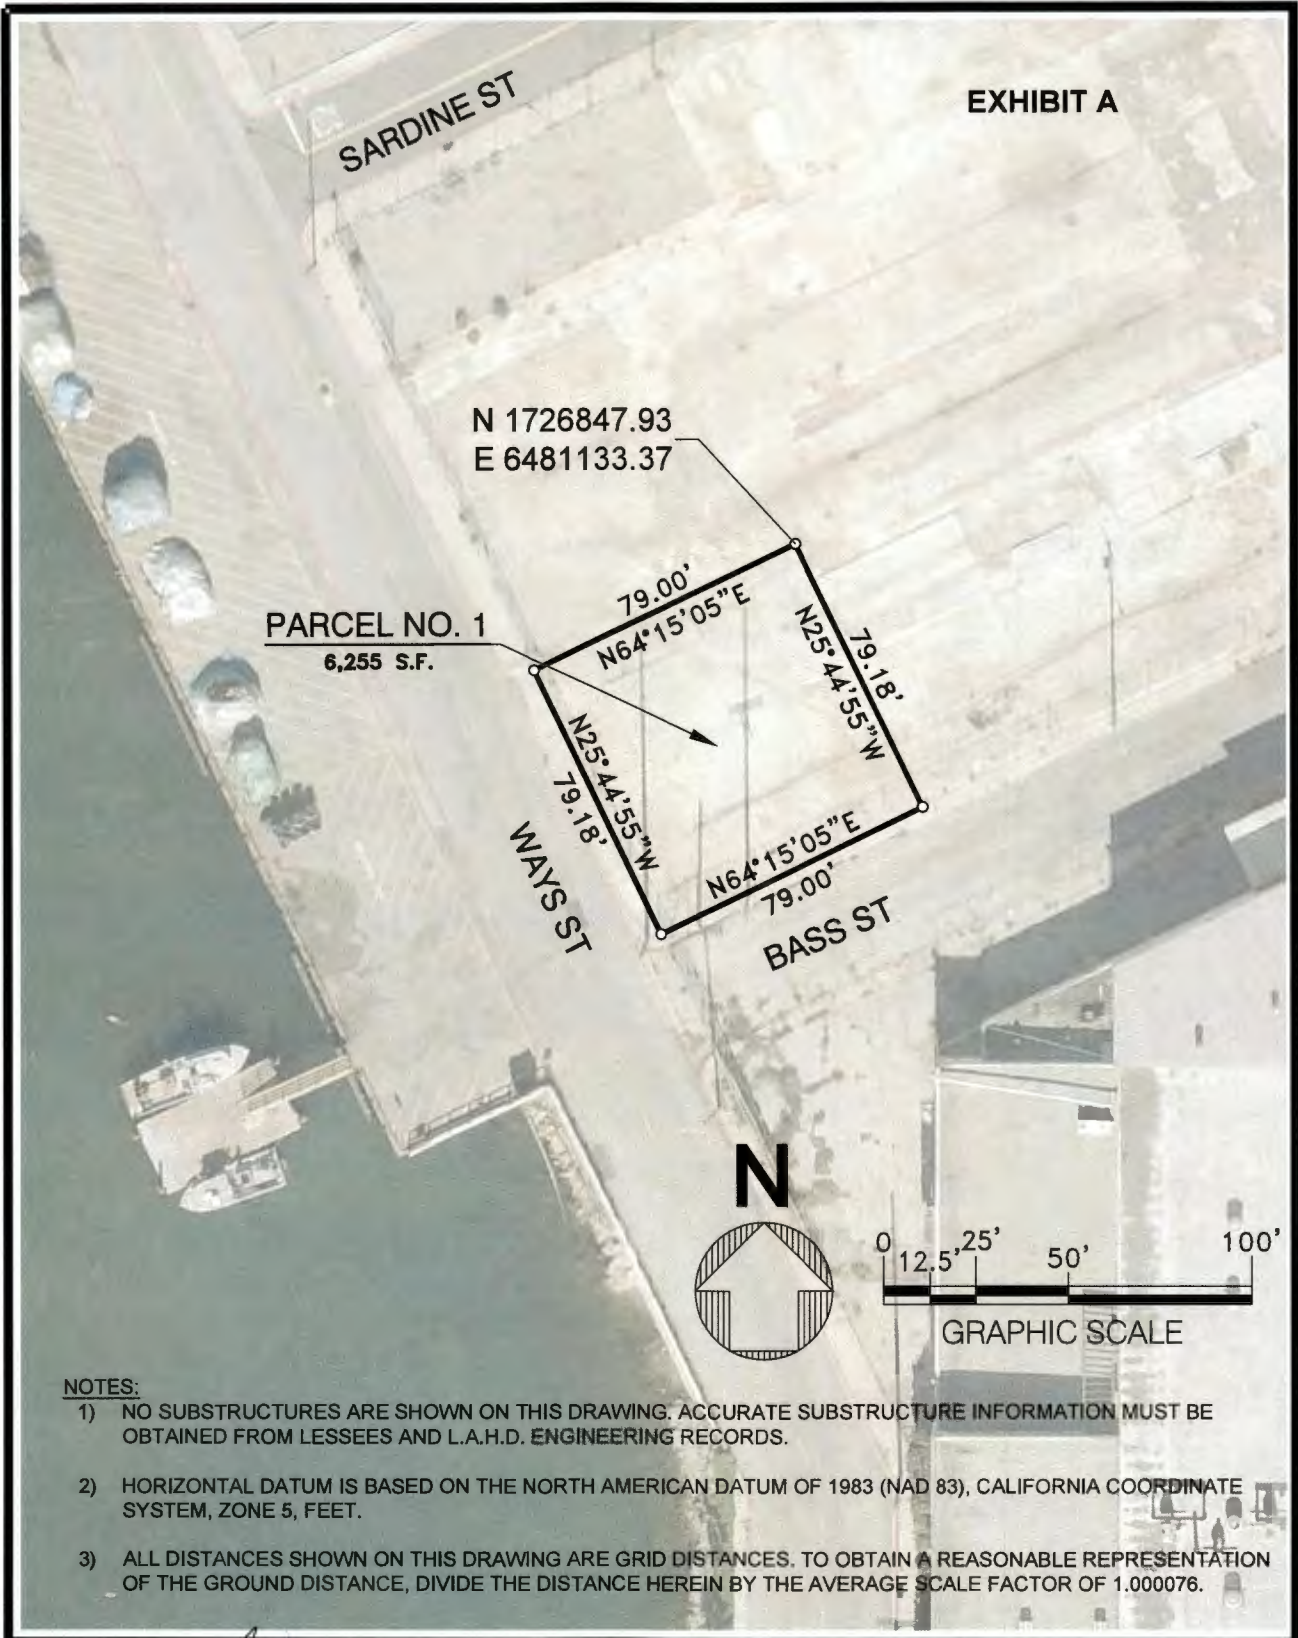 EXHIBIT A
SARDINE ST
N 1726847.93
E 6481133.37
79.00'
N64°15'05"E
PARCEL NO. 1
6,255 S.F.
N25°44'55"W
79.18'
N25°44'55"W
79.18'
N64°15'05"E
79.00'
WAYS ST
BASS ST
N
0 12.5' 25' 50' 100'
GRAPHIC SCALE
NOTES:
1) NO SUBSTRUCTURES ARE SHOWN ON THIS DRAWING. ACCURATE SUBSTRUCTURE INFORMATION MUST BE
OBTAINED FROM LESSEES AND L.A.H.D. ENGINEERING RECORDS.
2) HORIZONTAL DATUM IS BASED ON THE NORTH AMERICAN DATUM OF 1983 (NAD 83), CALIFORNIA COORDINATE
SYSTEM, ZONE 5, FEET.
3) ALL DISTANCES SHOWN ON THIS DRAWING ARE GRID DISTANCES. TO OBTAIN A REASONABLE REPRESENTATION
OF THE GROUND DISTANCE, DIVIDE THE DISTANCE HEREIN BY THE AVERAGE SCALE FACTOR OF 1.000076.